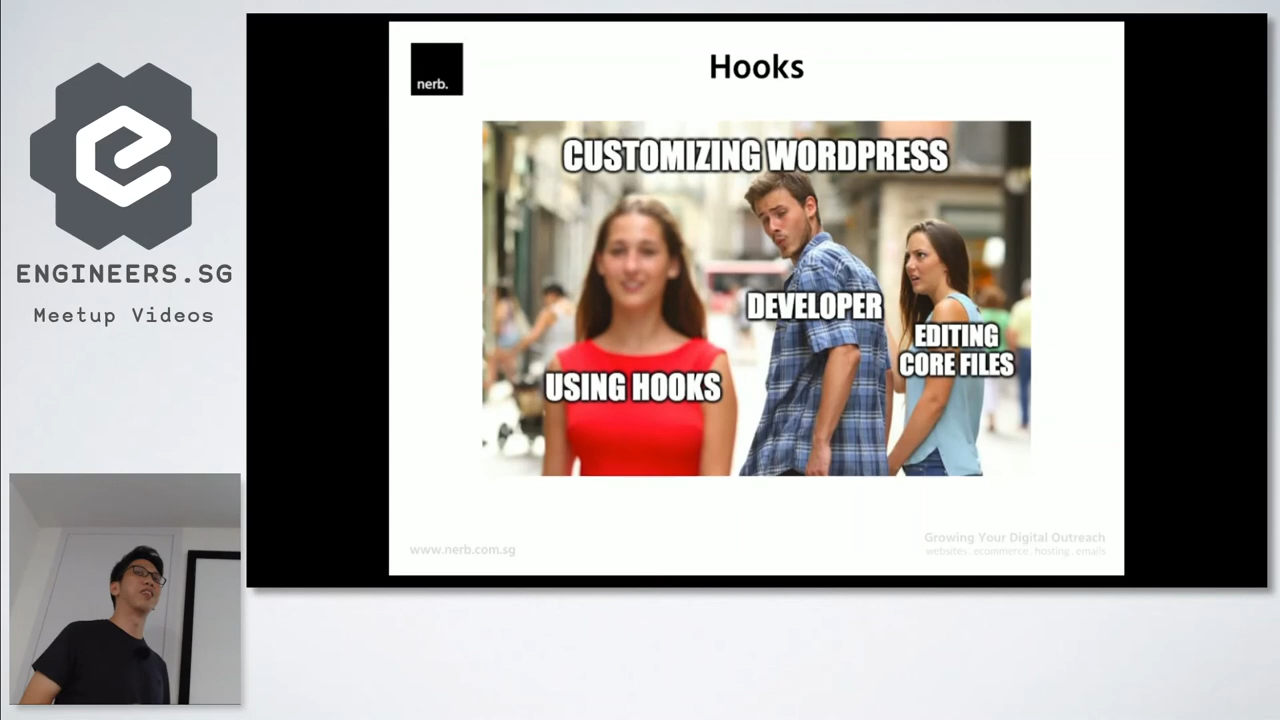 ENGINEERS.SG
Meetup Videos
nerb.
Hooks
CUSTOMIZING WORDPRESS
DEVELOPER
EDITING
CORE FILES
USING HOOKS
www.nerb.com.sg
Growing Your Digital Outreach
websites . ecommerce . hosting . emails